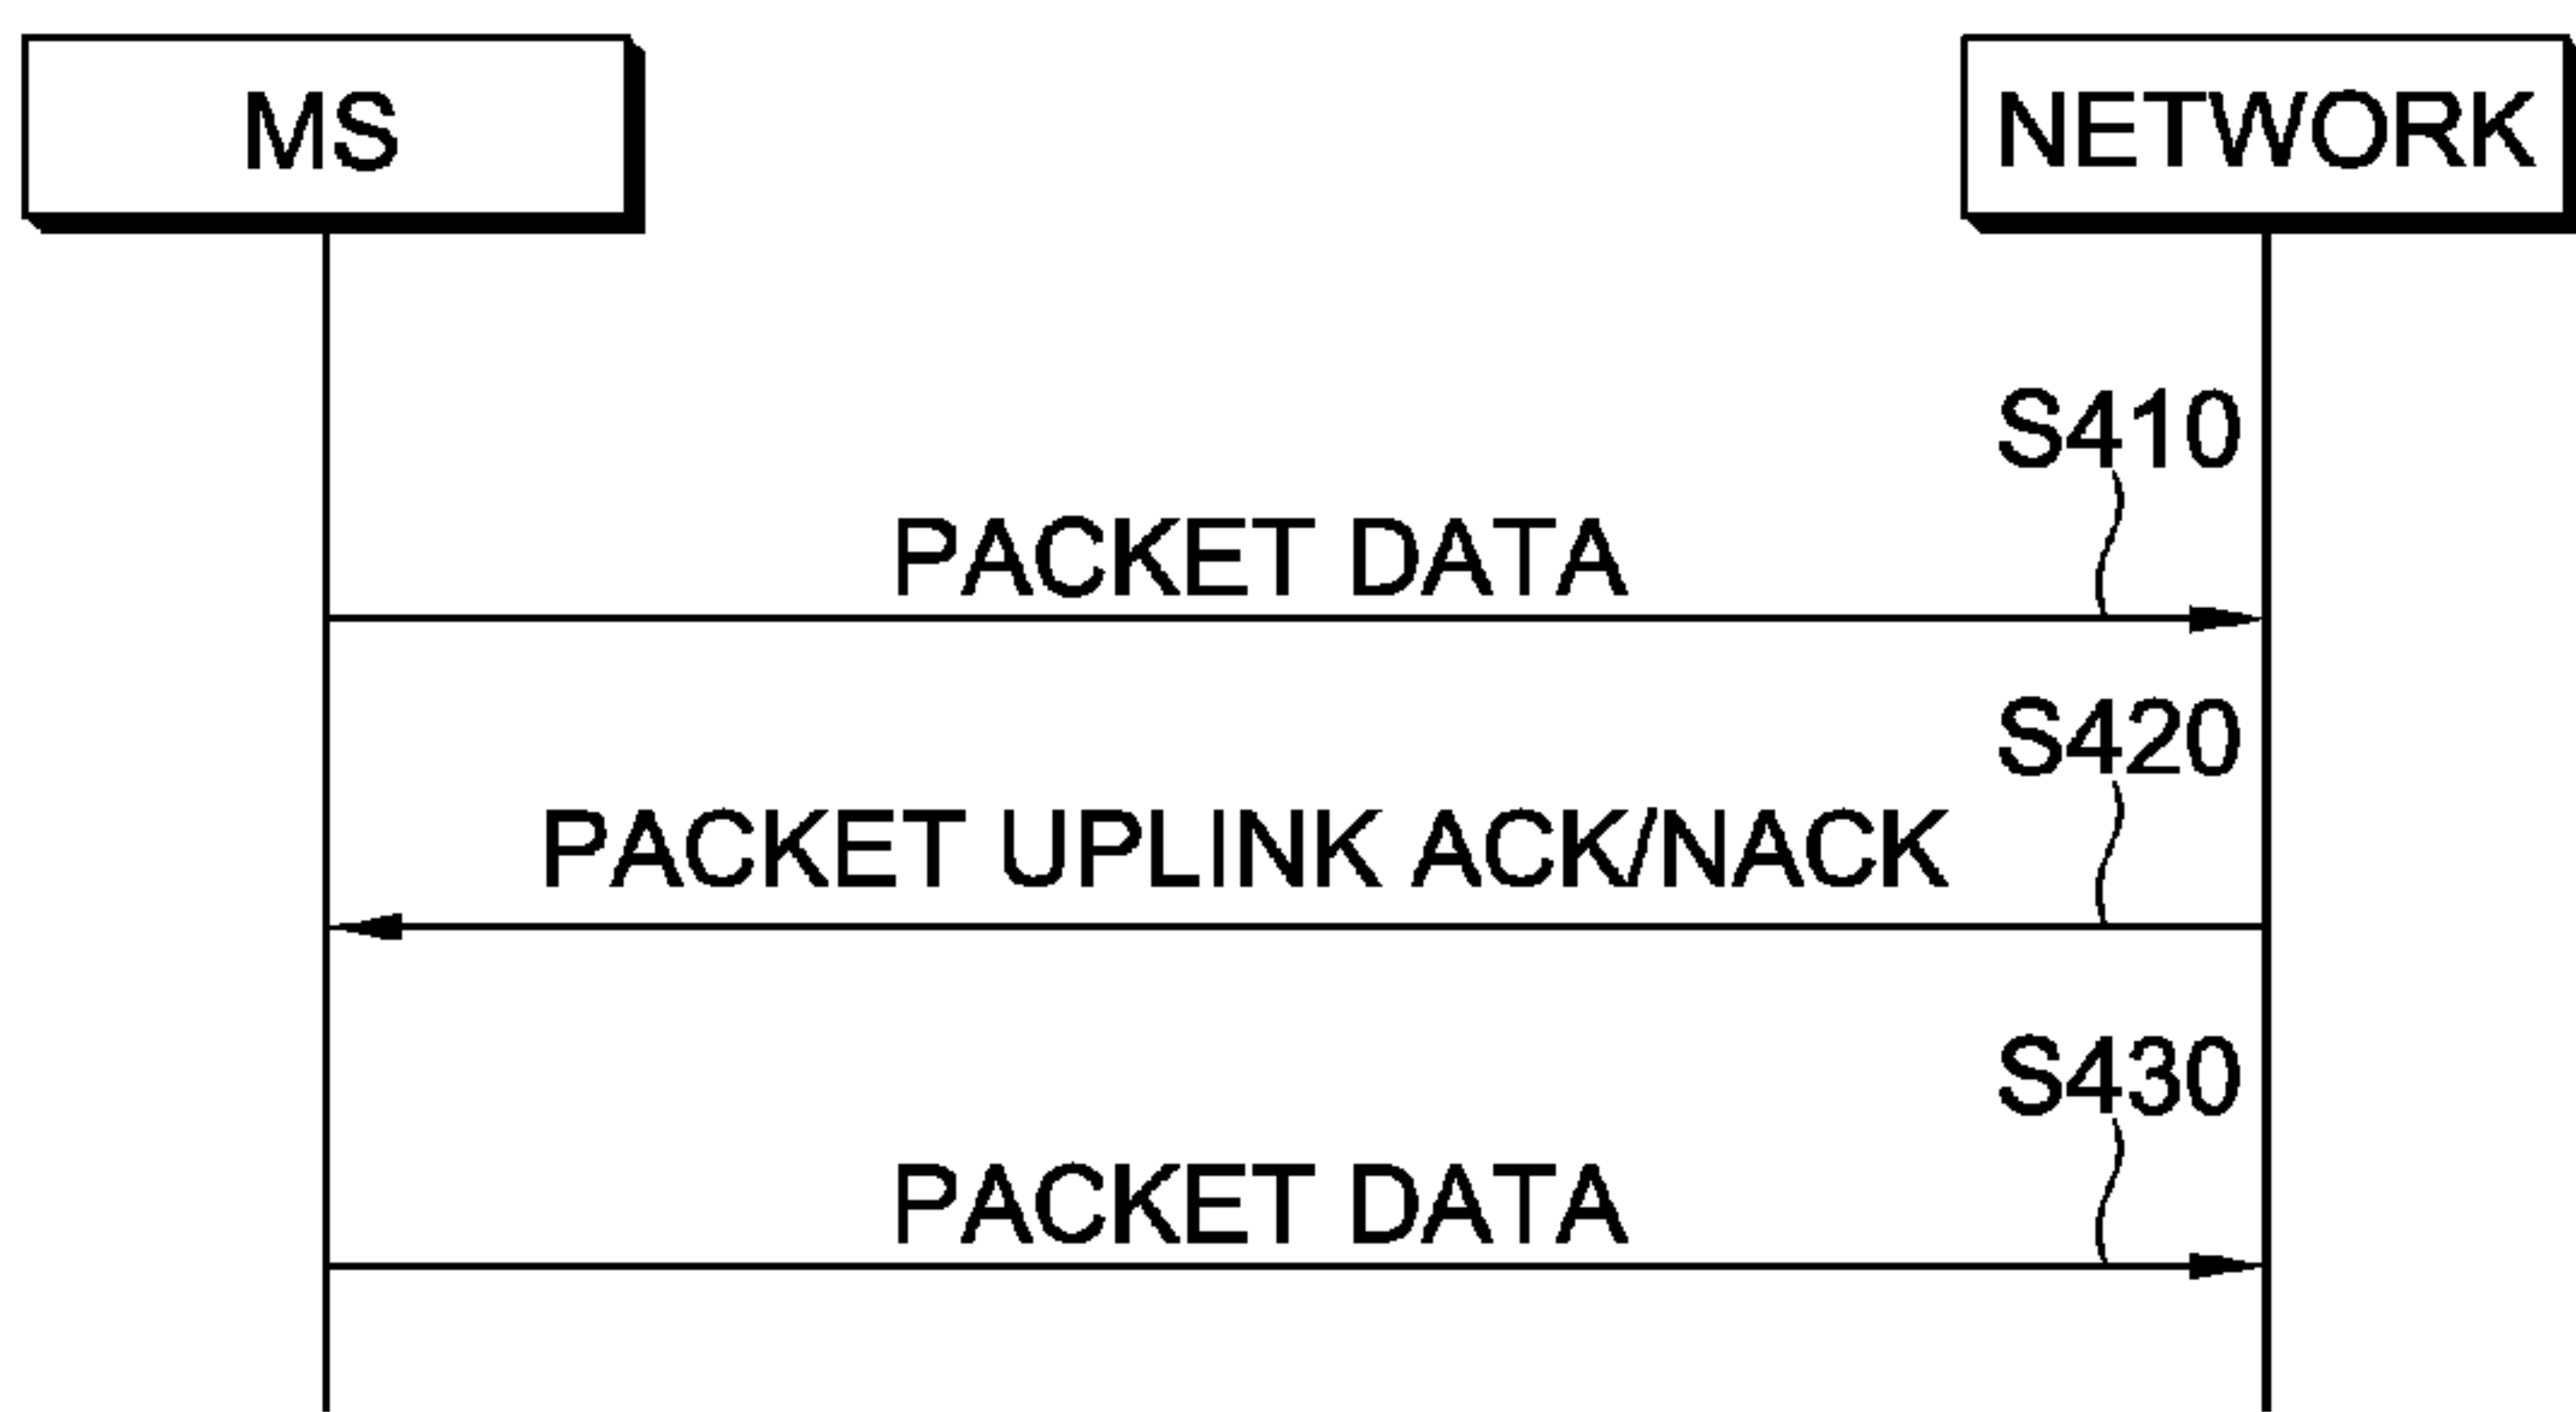 MS
NETWORK
S410
PACKET DATA
S420
PACKET UPLINK ACK/NACK
S430
PACKET DATA